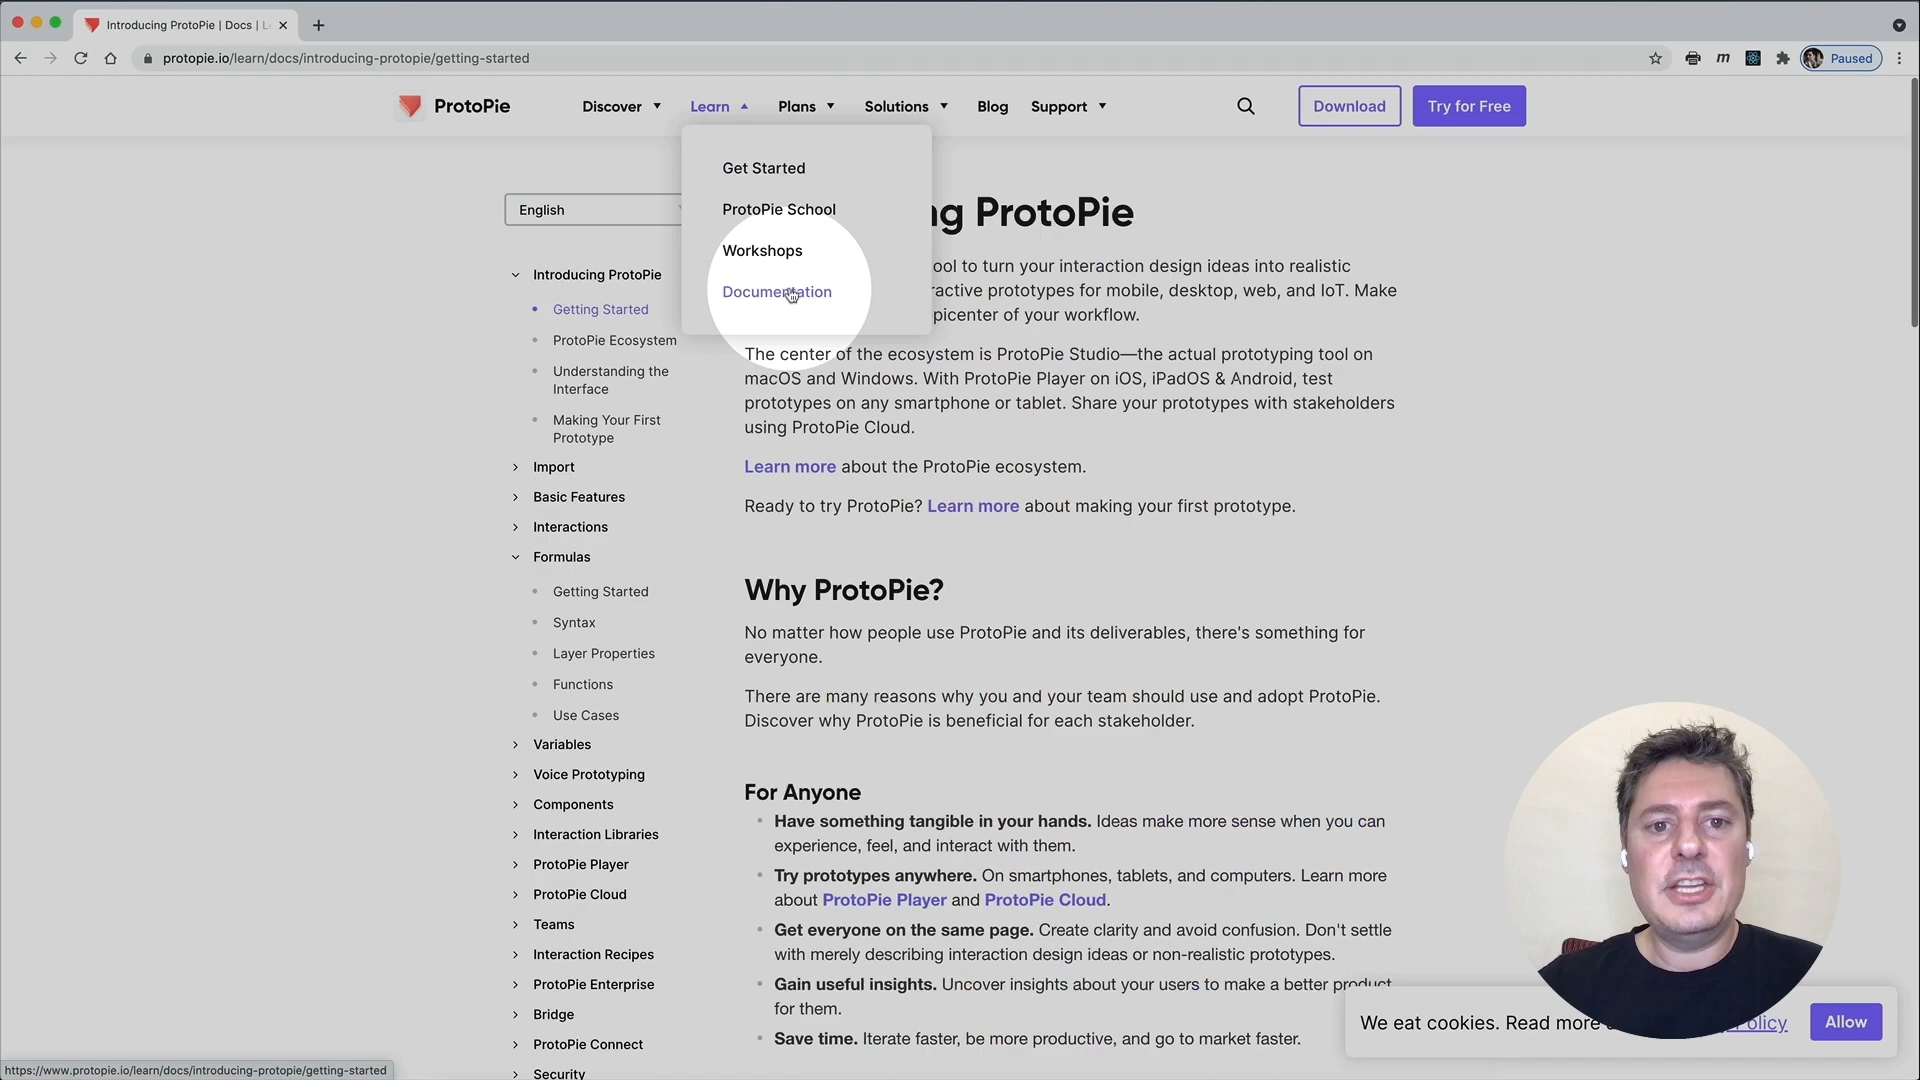 Introducing ProtoPie | Docs | L
protopie.io/learn/docs/introducing-protopie/getting-started
m
Paused
ProtoPie
Discover
Learn
Plans
Solutions
Blog
Support
Download
Try for Free
Get Started
ProtoPie School
Workshops
Documentation
English
Introducing ProtoPie
Getting Started
ProtoPie Ecosystem
Understanding the
Interface
Making Your First
Prototype
Import
Basic Features
Interactions
Formulas
Getting Started
Syntax
Layer Properties
Functions
Use Cases
Variables
Voice Prototyping
Components
Interaction Libraries
ProtoPie Player
ProtoPie Cloud
Teams
Interaction Recipes
ProtoPie Enterprise
Bridge
ProtoPie Connect
Security
ng ProtoPie
ool to turn your interaction design ideas into realistic
ractive prototypes for mobile, desktop, web, and IoT. Make
picenter of your workflow.
The center of the ecosystem is ProtoPie Studio—the actual prototyping tool on
macOS and Windows. With ProtoPie Player on iOS, iPadOS & Android, test
prototypes on any smartphone or tablet. Share your prototypes with stakeholders
using ProtoPie Cloud.
Learn more about the ProtoPie ecosystem.
Ready to try ProtoPie? Learn more about making your first prototype.
Why ProtoPie?
No matter how people use ProtoPie and its deliverables, there's something for
everyone.
There are many reasons why you and your team should use and adopt ProtoPie.
Discover why ProtoPie is beneficial for each stakeholder.
For Anyone
Have something tangible in your hands. Ideas make more sense when you can
experience, feel, and interact with them.
Try prototypes anywhere. On smartphones, tablets, and computers. Learn more
about ProtoPie Player and ProtoPie Cloud.
Get everyone on the same page. Create clarity and avoid confusion. Don't settle
with merely describing interaction design ideas or non-realistic prototypes.
Gain useful insights. Uncover insights about your users to make a better product
for them.
Save time. Iterate faster, be more productive, and go to market faster.
We eat cookies. Read more Policy
Allow
https://www.protopie.io/learn/docs/introducing-protopie/getting-started